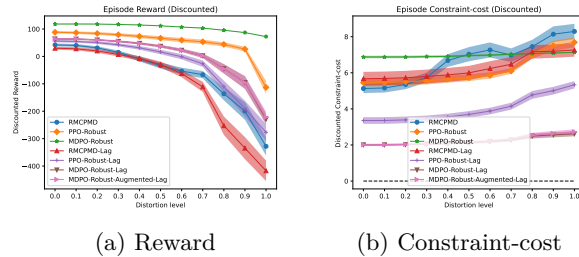 Episode Reward (Discounted)
Discounted Reward
100
0
−100
−200
−300
−400
RMCPMD
PPO-Robust
MDPO-Robust
RMCPMD-Lag
PPO-Robust-Lag
MDPO-Robust-Lag
MDPO-Robust-Augmented-Lag
0.0 0.1 0.2 0.3 0.4 0.5 0.6 0.7 0.8 0.9 1.0
Distortion level
(a) Reward
Episode Constraint-cost (Discounted)
Discounted Constraint-cost
8
6
4
2
0
RMCPMD
PPO-Robust
MDPO-Robust
RMCPMD-Lag
PPO-Robust-Lag
MDPO-Robust-Lag
MDPO-Robust-Augmented-Lag
0.0 0.1 0.2 0.3 0.4 0.5 0.6 0.7 0.8 0.9 1.0
Distortion level
(b) Constraint-cost